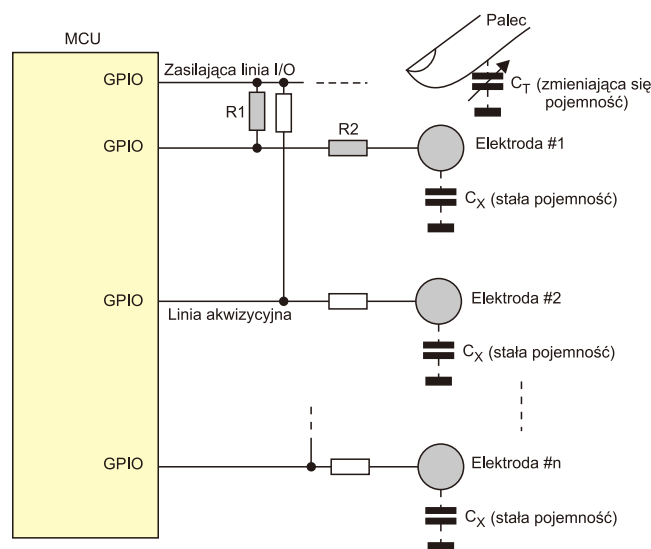 Palec
MCU
GPIO
Zasilająca linia I/O
C_T (zmieniająca się
pojemność)
R1
GPIO
R2
Elektroda #1
C_X (stała pojemność)
GPIO
Linia akwizycyjna
Elektroda #2
C_X (stała pojemność)
GPIO
Elektroda #n
C_X (stała pojemność)